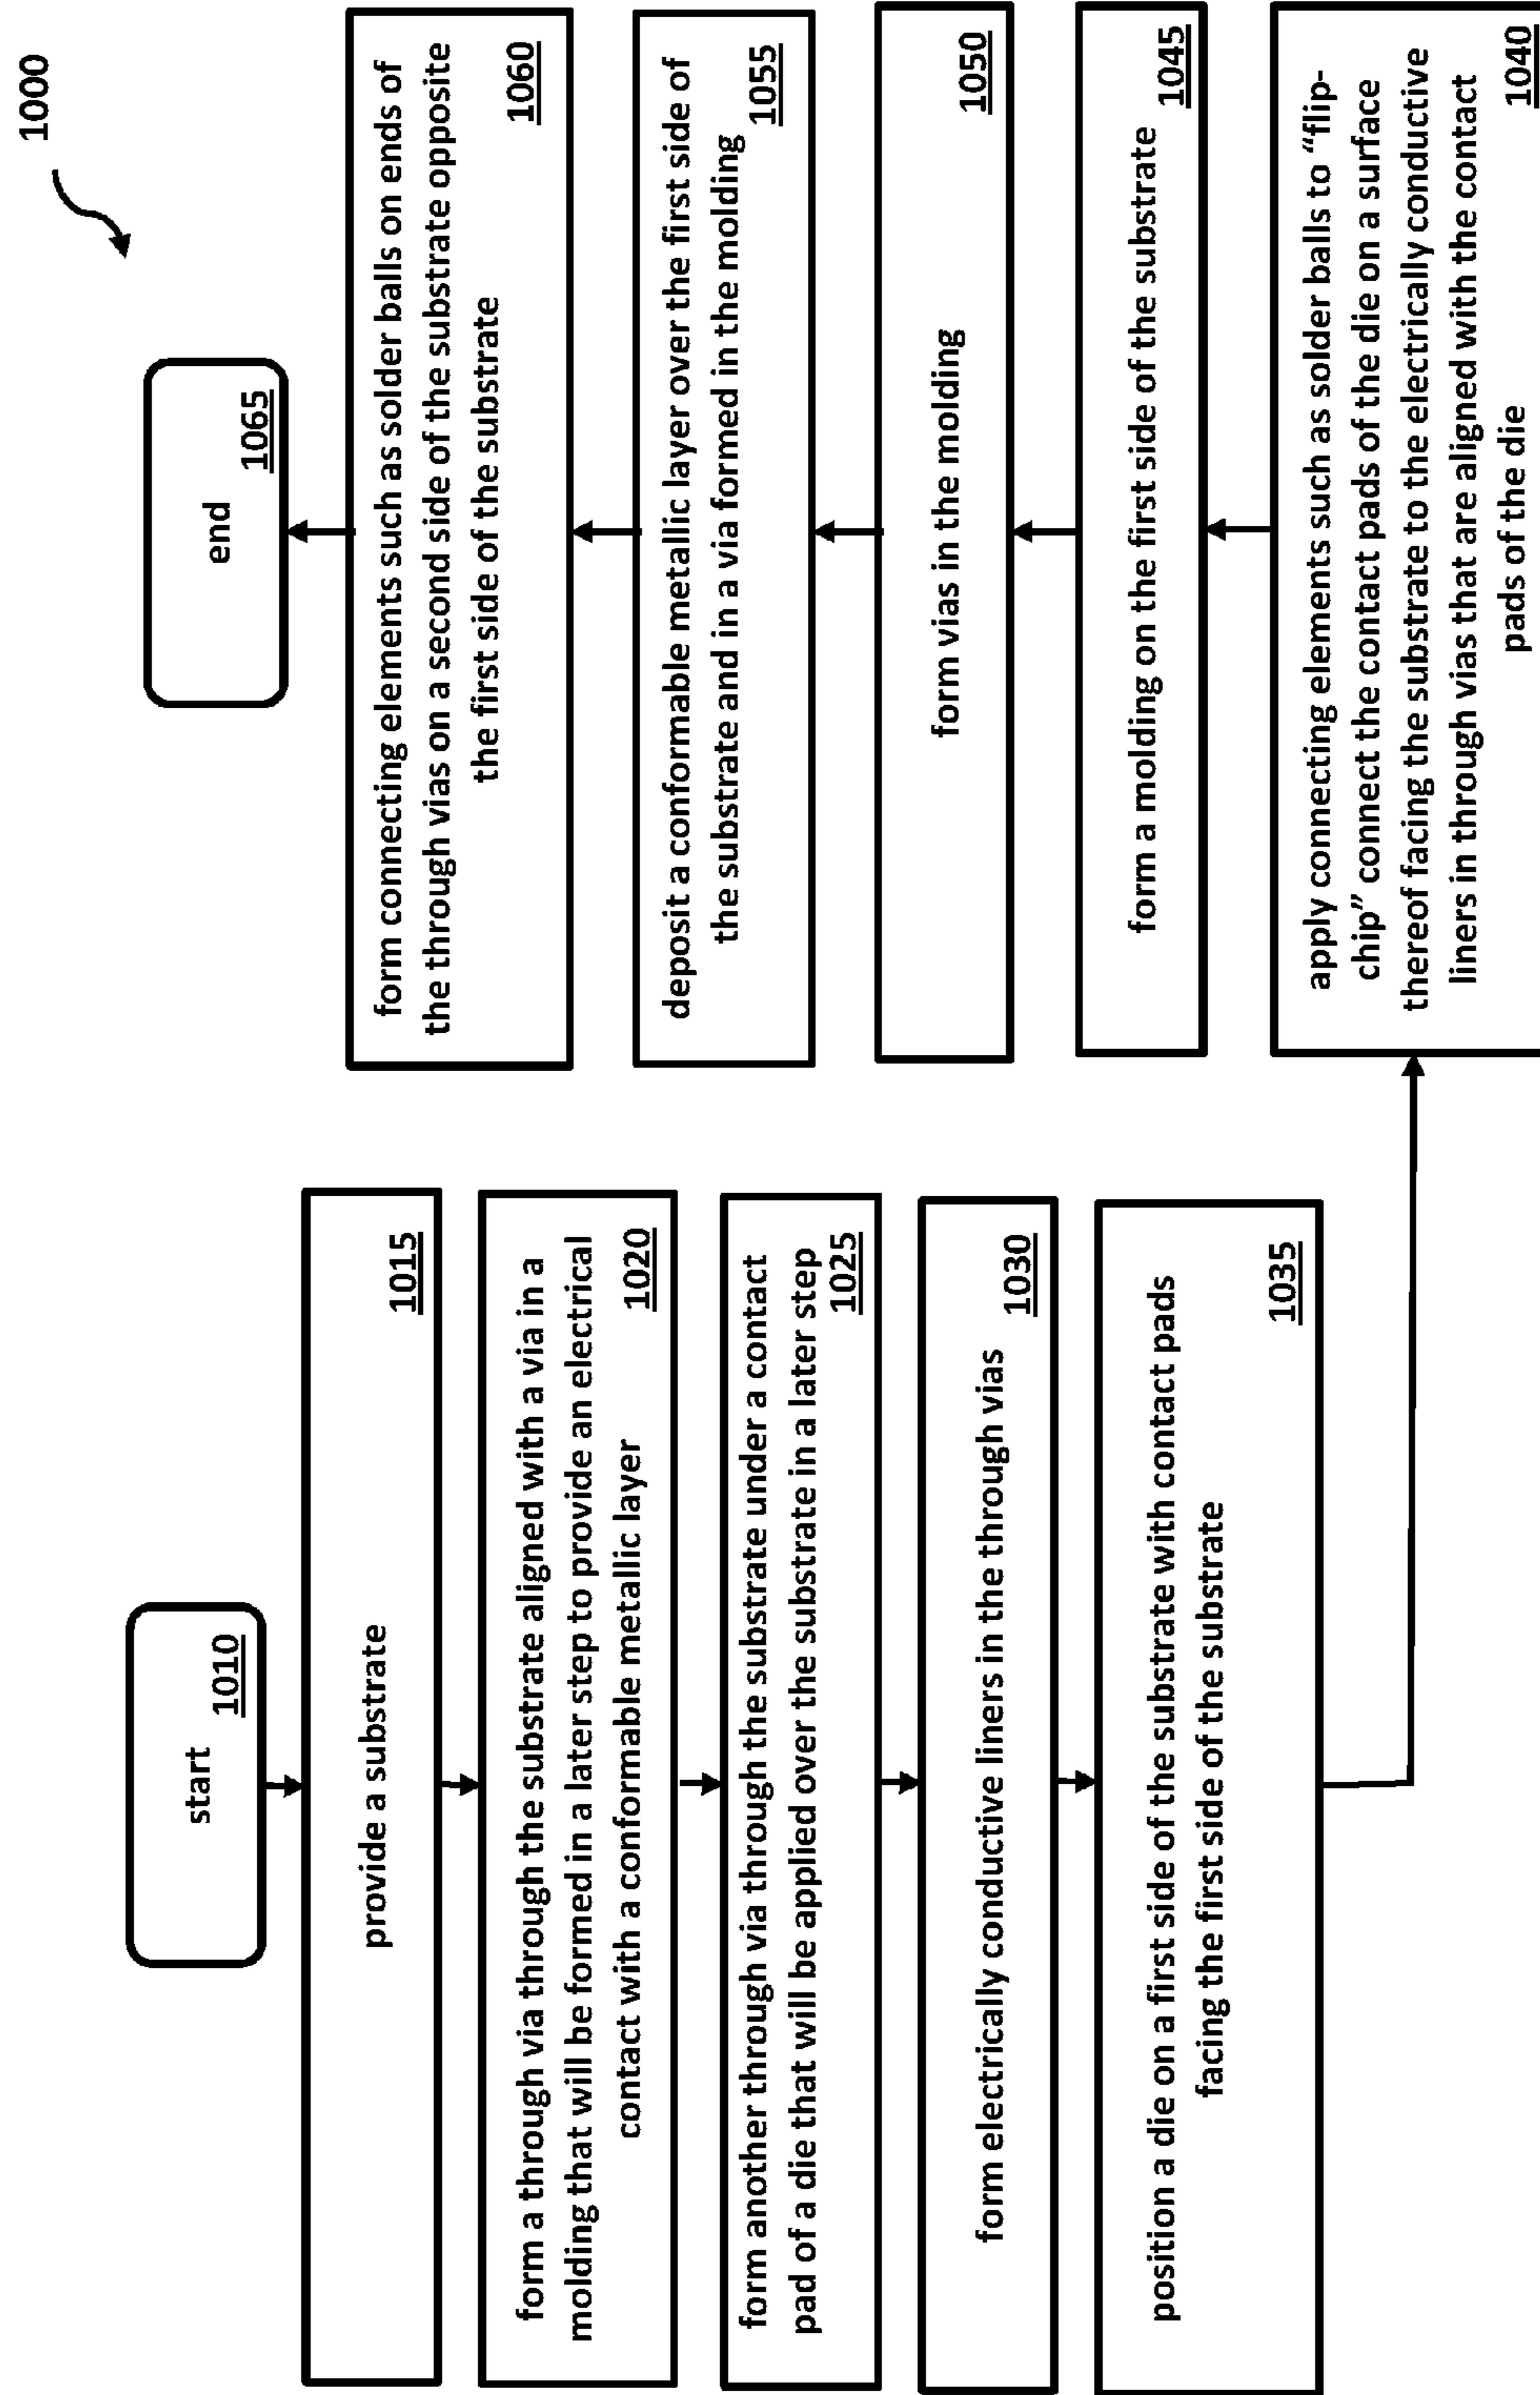 1000
start
1010
provide a substrate
1015
form a through via through the substrate aligned with a via in a
molding that will be formed in a later step to provide an electrical
contact with a conformable metallic layer
1020
form another through via through the substrate under a contact
pad of a die that will be applied over the substrate in a later step
1025
form electrically conductive liners in the through vias
1030
position a die on a first side of the substrate with contact pads
facing the first side of the substrate
1035
apply connecting elements such as solder balls to “flip-
chip” connect the contact pads of the die on a surface
thereof facing the substrate to the electrically conductive
liners in through vias that are aligned with the contact
pads of the die
1040
form a molding on the first side of the substrate
1045
form vias in the molding
1050
deposit a conformable metallic layer over the first side of
the substrate and in a via formed in the molding
1055
form connecting elements such as solder balls on ends of
the through vias on a second side of the substrate opposite
the first side of the substrate
1060
end
1065